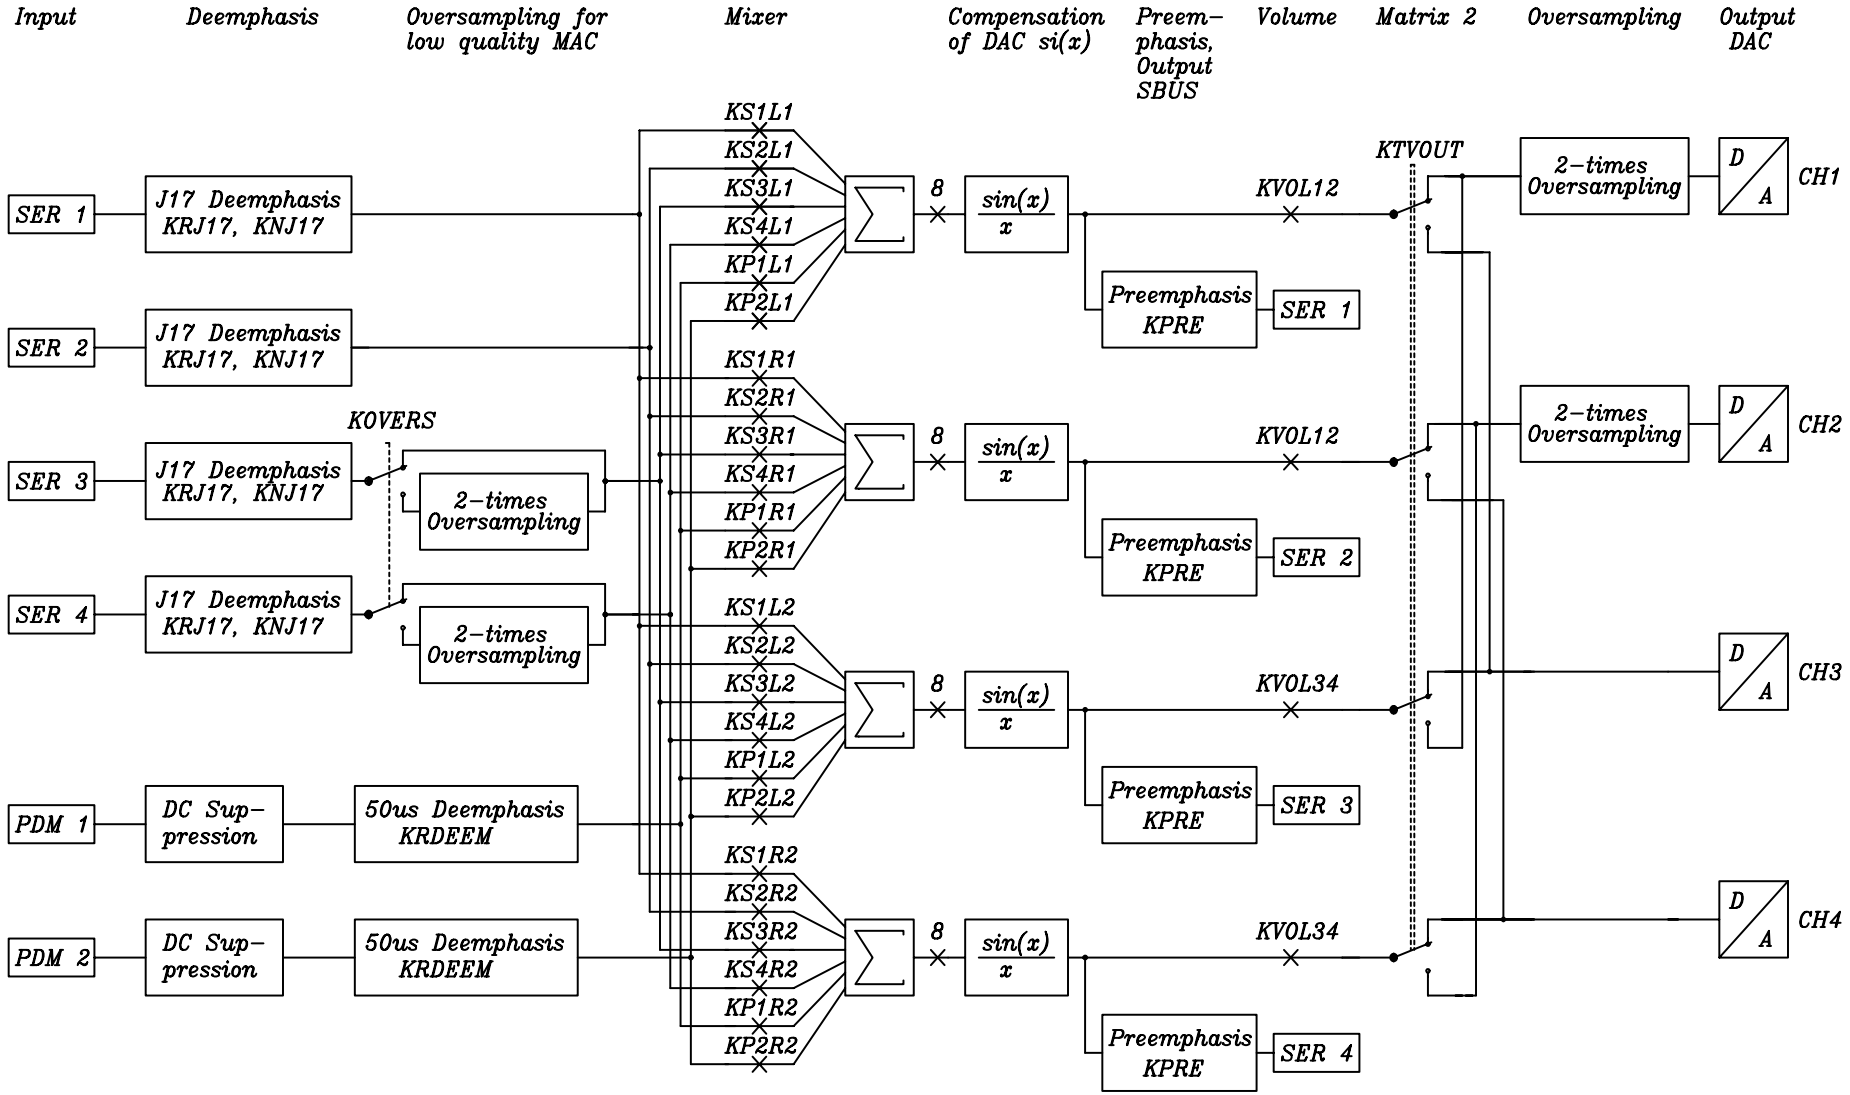 Input
Deemphasis
Oversampling for
low quality MAC
Mixer
Compensation
of DAC si(x)
Preem-
phasis,
Output
SBUS
Volume
Matrix 2
Oversampling
Output
DAC
SER 1
J17 Deemphasis
KRJ17, KNJ17
SER 2
J17 Deemphasis
KRJ17, KNJ17
KOVERS
SER 3
J17 Deemphasis
KRJ17, KNJ17
2-times
Oversampling
SER 4
J17 Deemphasis
KRJ17, KNJ17
2-times
Oversampling
PDM 1
DC Sup-
pression
50us Deemphasis
KRDEEM
PDM 2
DC Sup-
pression
50us Deemphasis
KRDEEM
KS1L1
KS2L1
KS3L1
KS4L1
KP1L1
KP2L1
8
sin(x)
x
Preemphasis
KPRE
SER 1
KVOL12
KTVOUT
2-times
Oversampling
D
A
CH1
KS1R1
KS2R1
KS3R1
KS4R1
KP1R1
KP2R1
8
sin(x)
x
Preemphasis
KPRE
SER 2
KVOL12
2-times
Oversampling
D
A
CH2
KS1L2
KS2L2
KS3L2
KS4L2
KP1L2
KP2L2
8
sin(x)
x
Preemphasis
KPRE
SER 3
KVOL34
D
A
CH3
KS1R2
KS2R2
KS3R2
KS4R2
KP1R2
KP2R2
8
sin(x)
x
Preemphasis
KPRE
SER 4
KVOL34
D
A
CH4